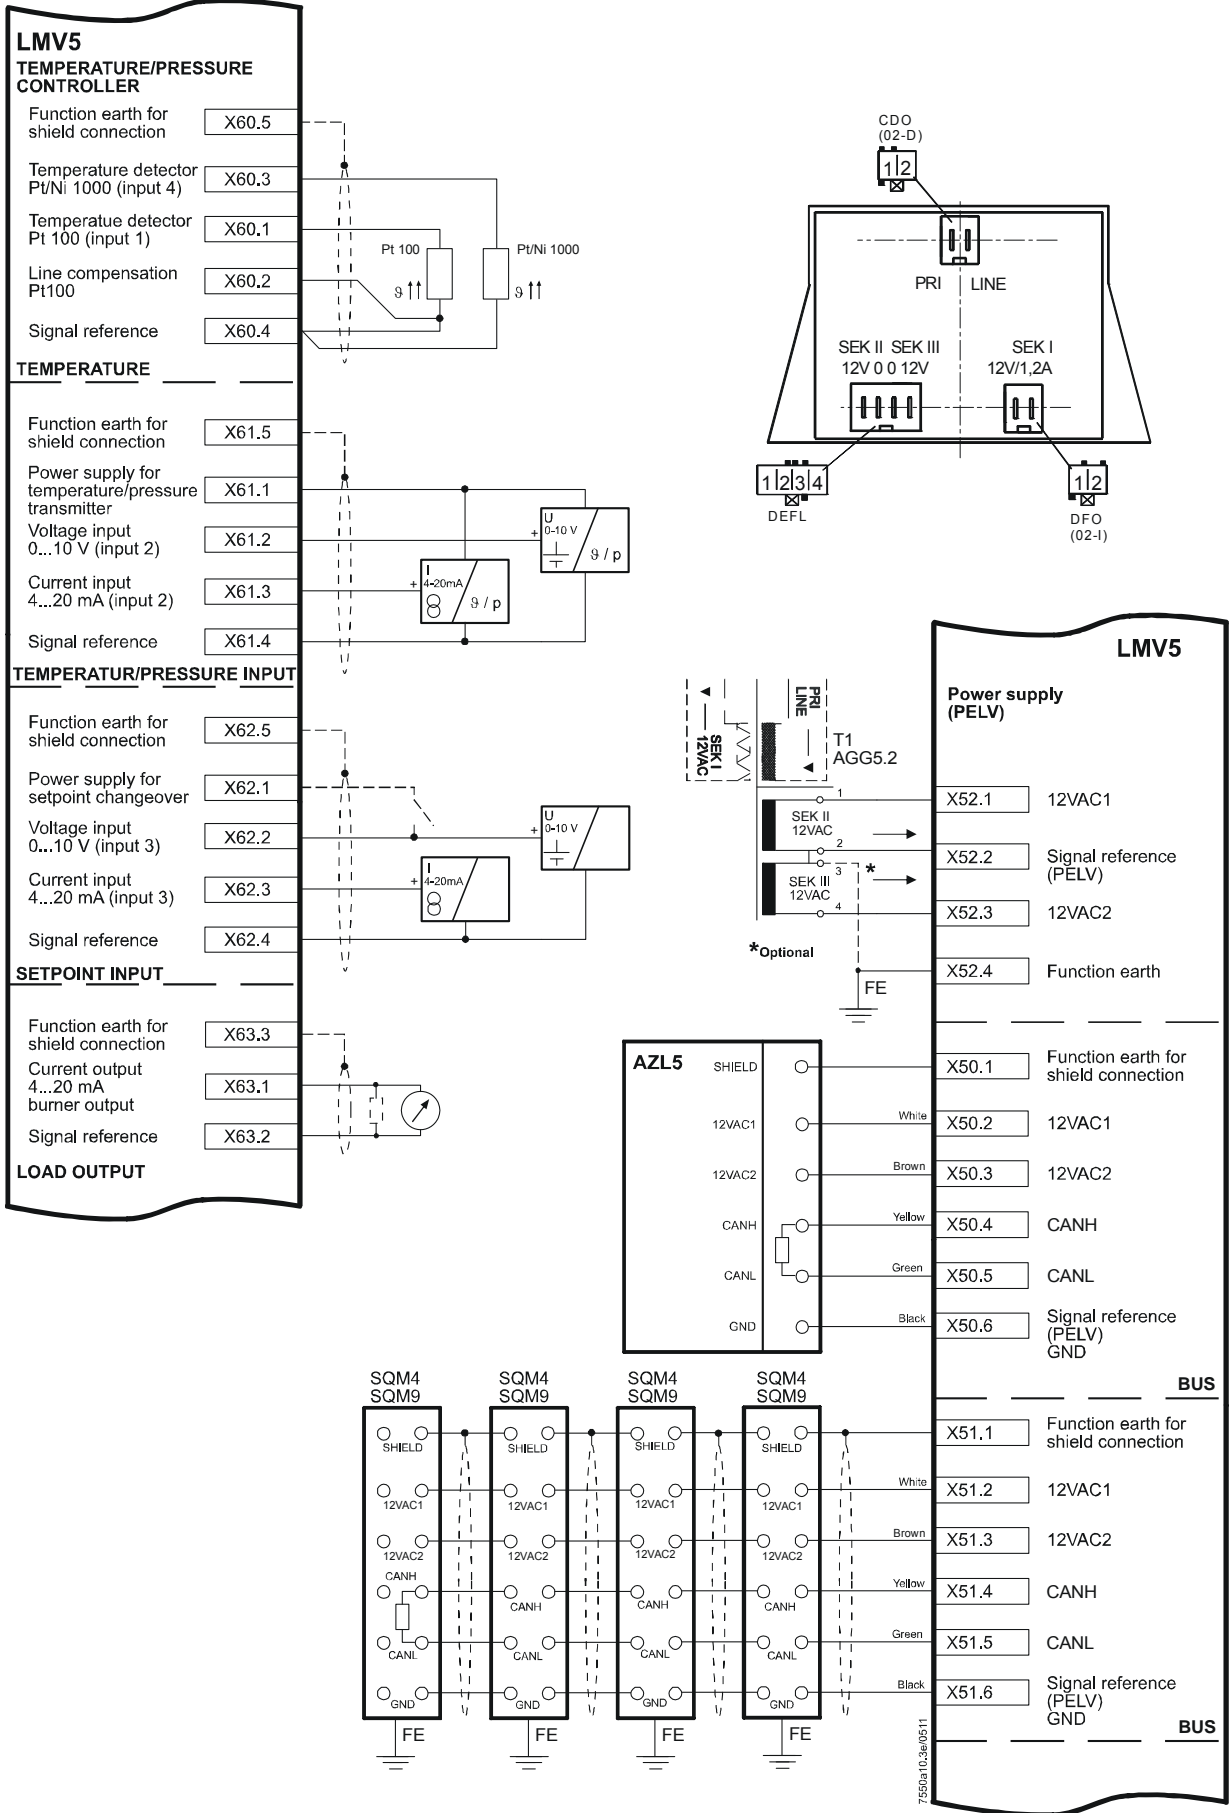 LMV5
TEMPERATURE/PRESSURE
CONTROLLER
Function earth for
shield connection
X60.5
Temperature detector
Pt/Ni 1000 (input 4)
X60.3
Temperatue detector
Pt 100 (input 1)
X60.1
Line compensation
Pt100
X60.2
Signal reference
X60.4
Pt 100
ϑ
Pt/Ni 1000
ϑ
TEMPERATURE
Function earth for
shield connection
X61.5
Power supply for
temperature/pressure
transmitter
X61.1
Voltage input
0...10 V (input 2)
X61.2
Current input
4...20 mA (input 2)
X61.3
Signal reference
X61.4
+
U
0-10 V
ϑ / p
+
I
4-20mA
ϑ / p
TEMPERATUR/PRESSURE INPUT
Function earth for
shield connection
X62.5
Power supply for
setpoint changeover
X62.1
Voltage input
0...10 V (input 3)
X62.2
Current input
4...20 mA (input 3)
X62.3
Signal reference
X62.4
+
U
0-10 V
+
I
4-20mA
SETPOINT INPUT
Function earth for
shield connection
X63.3
Current output
4...20 mA
burner output
X63.1
Signal reference
X63.2
LOAD OUTPUT
CDO
(02-D)
1 2
PRI LINE
SEK II SEK III
12V 0 0 12V
SEK I
12V/1,2A
1 2 3 4
DEFL
1 2
DFO
(02-I)
LMV5
Power supply
(PELV)
SEK I
12VAC
PRI
LINE
T1
AGG5.2
SEK II
12VAC
1
2
SEK III
12VAC
3
4
*
*Optional
FE
X52.1
12VAC1
X52.2
Signal reference
(PELV)
X52.3
12VAC2
X52.4
Function earth
AZL5
SHIELD
X50.1
Function earth for
shield connection
12VAC1
White
X50.2
12VAC1
12VAC2
Brown
X50.3
12VAC2
CANH
Yellow
X50.4
CANH
CANL
Green
X50.5
CANL
GND
Black
X50.6
Signal reference
(PELV)
GND
BUS
SQM4
SQM9
SQM4
SQM9
SQM4
SQM9
SQM4
SQM9
SHIELD
SHIELD
SHIELD
SHIELD
X51.1
Function earth for
shield connection
12VAC1
12VAC1
12VAC1
12VAC1
White
X51.2
12VAC1
12VAC2
12VAC2
12VAC2
12VAC2
Brown
X51.3
12VAC2
CANH
CANH
CANH
CANH
Yellow
X51.4
CANH
CANL
CANL
CANL
CANL
Green
X51.5
CANL
GND
GND
GND
GND
Black
X51.6
Signal reference
(PELV)
GND
BUS
FE
FE
FE
FE
7550a10.3e/0511